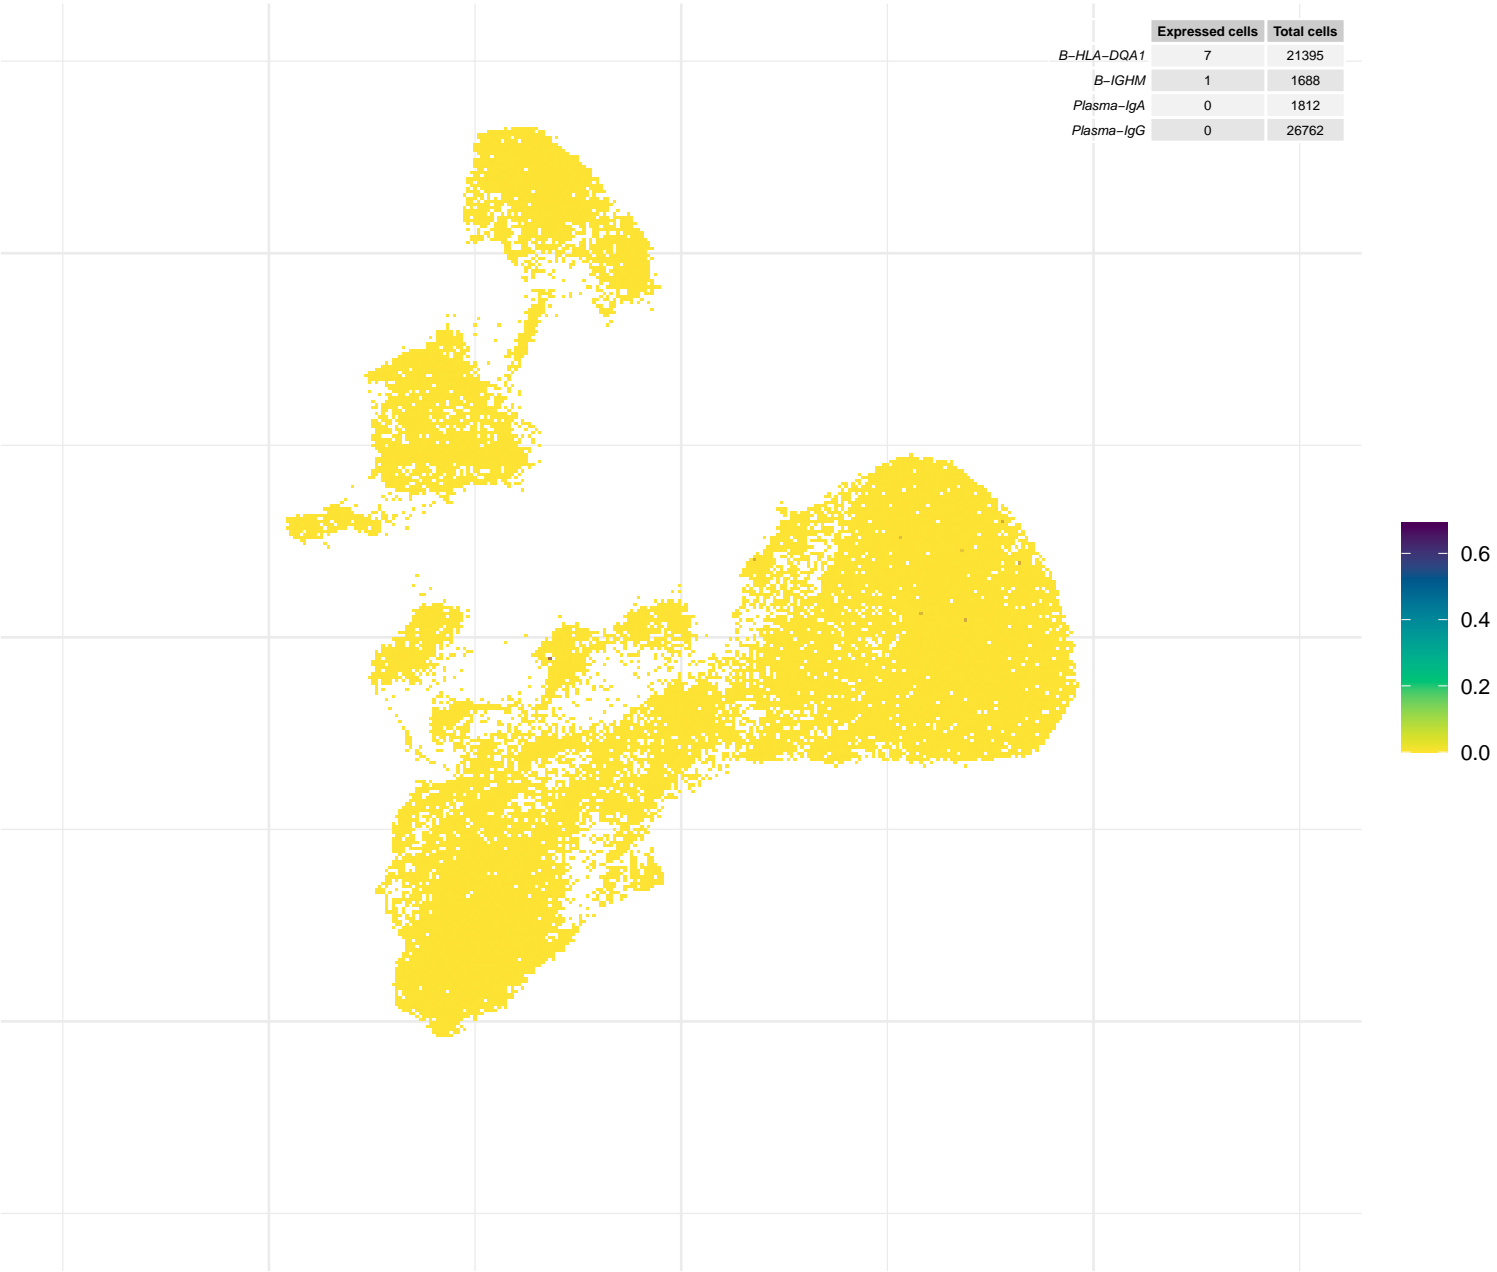 Expressed cells Total cells
B−HLA−DQA1 7 21395
B−IGHM 1 1688
Plasma−IgA 0 1812
Plasma−IgG 0 26762
0.6
0.4
0.2
0.0